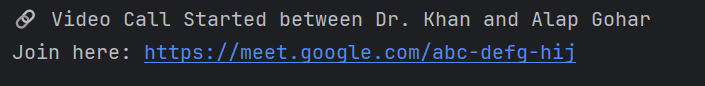 🔗 Video Call Started between Dr. Khan and Alap Gohar
Join here: https://meet.google.com/abc-defg-hij